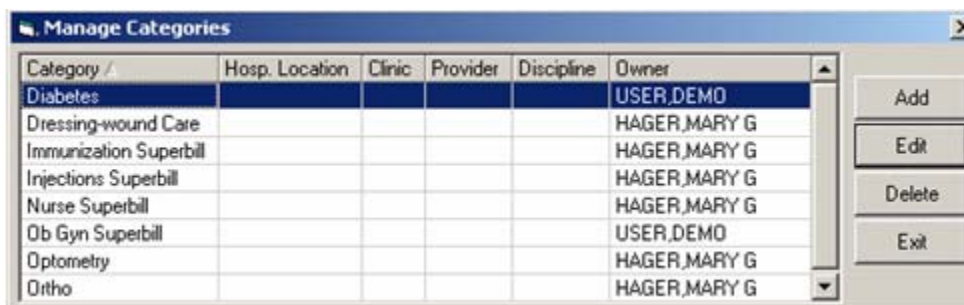 Manage Categories
Category Hosp. Location Clinic Provider Discipline Owner
Diabetes USER,DEMO
Dressing-wound Care HAGER,MARY G
Immunization Superbill HAGER,MARY G
Injections Superbill HAGER,MARY G
Nurse Superbill HAGER,MARY G
Ob Gyn Superbill USER,DEMO
Optometry HAGER,MARY G
Ortho HAGER,MARY G
Add
Edit
Delete
Exit